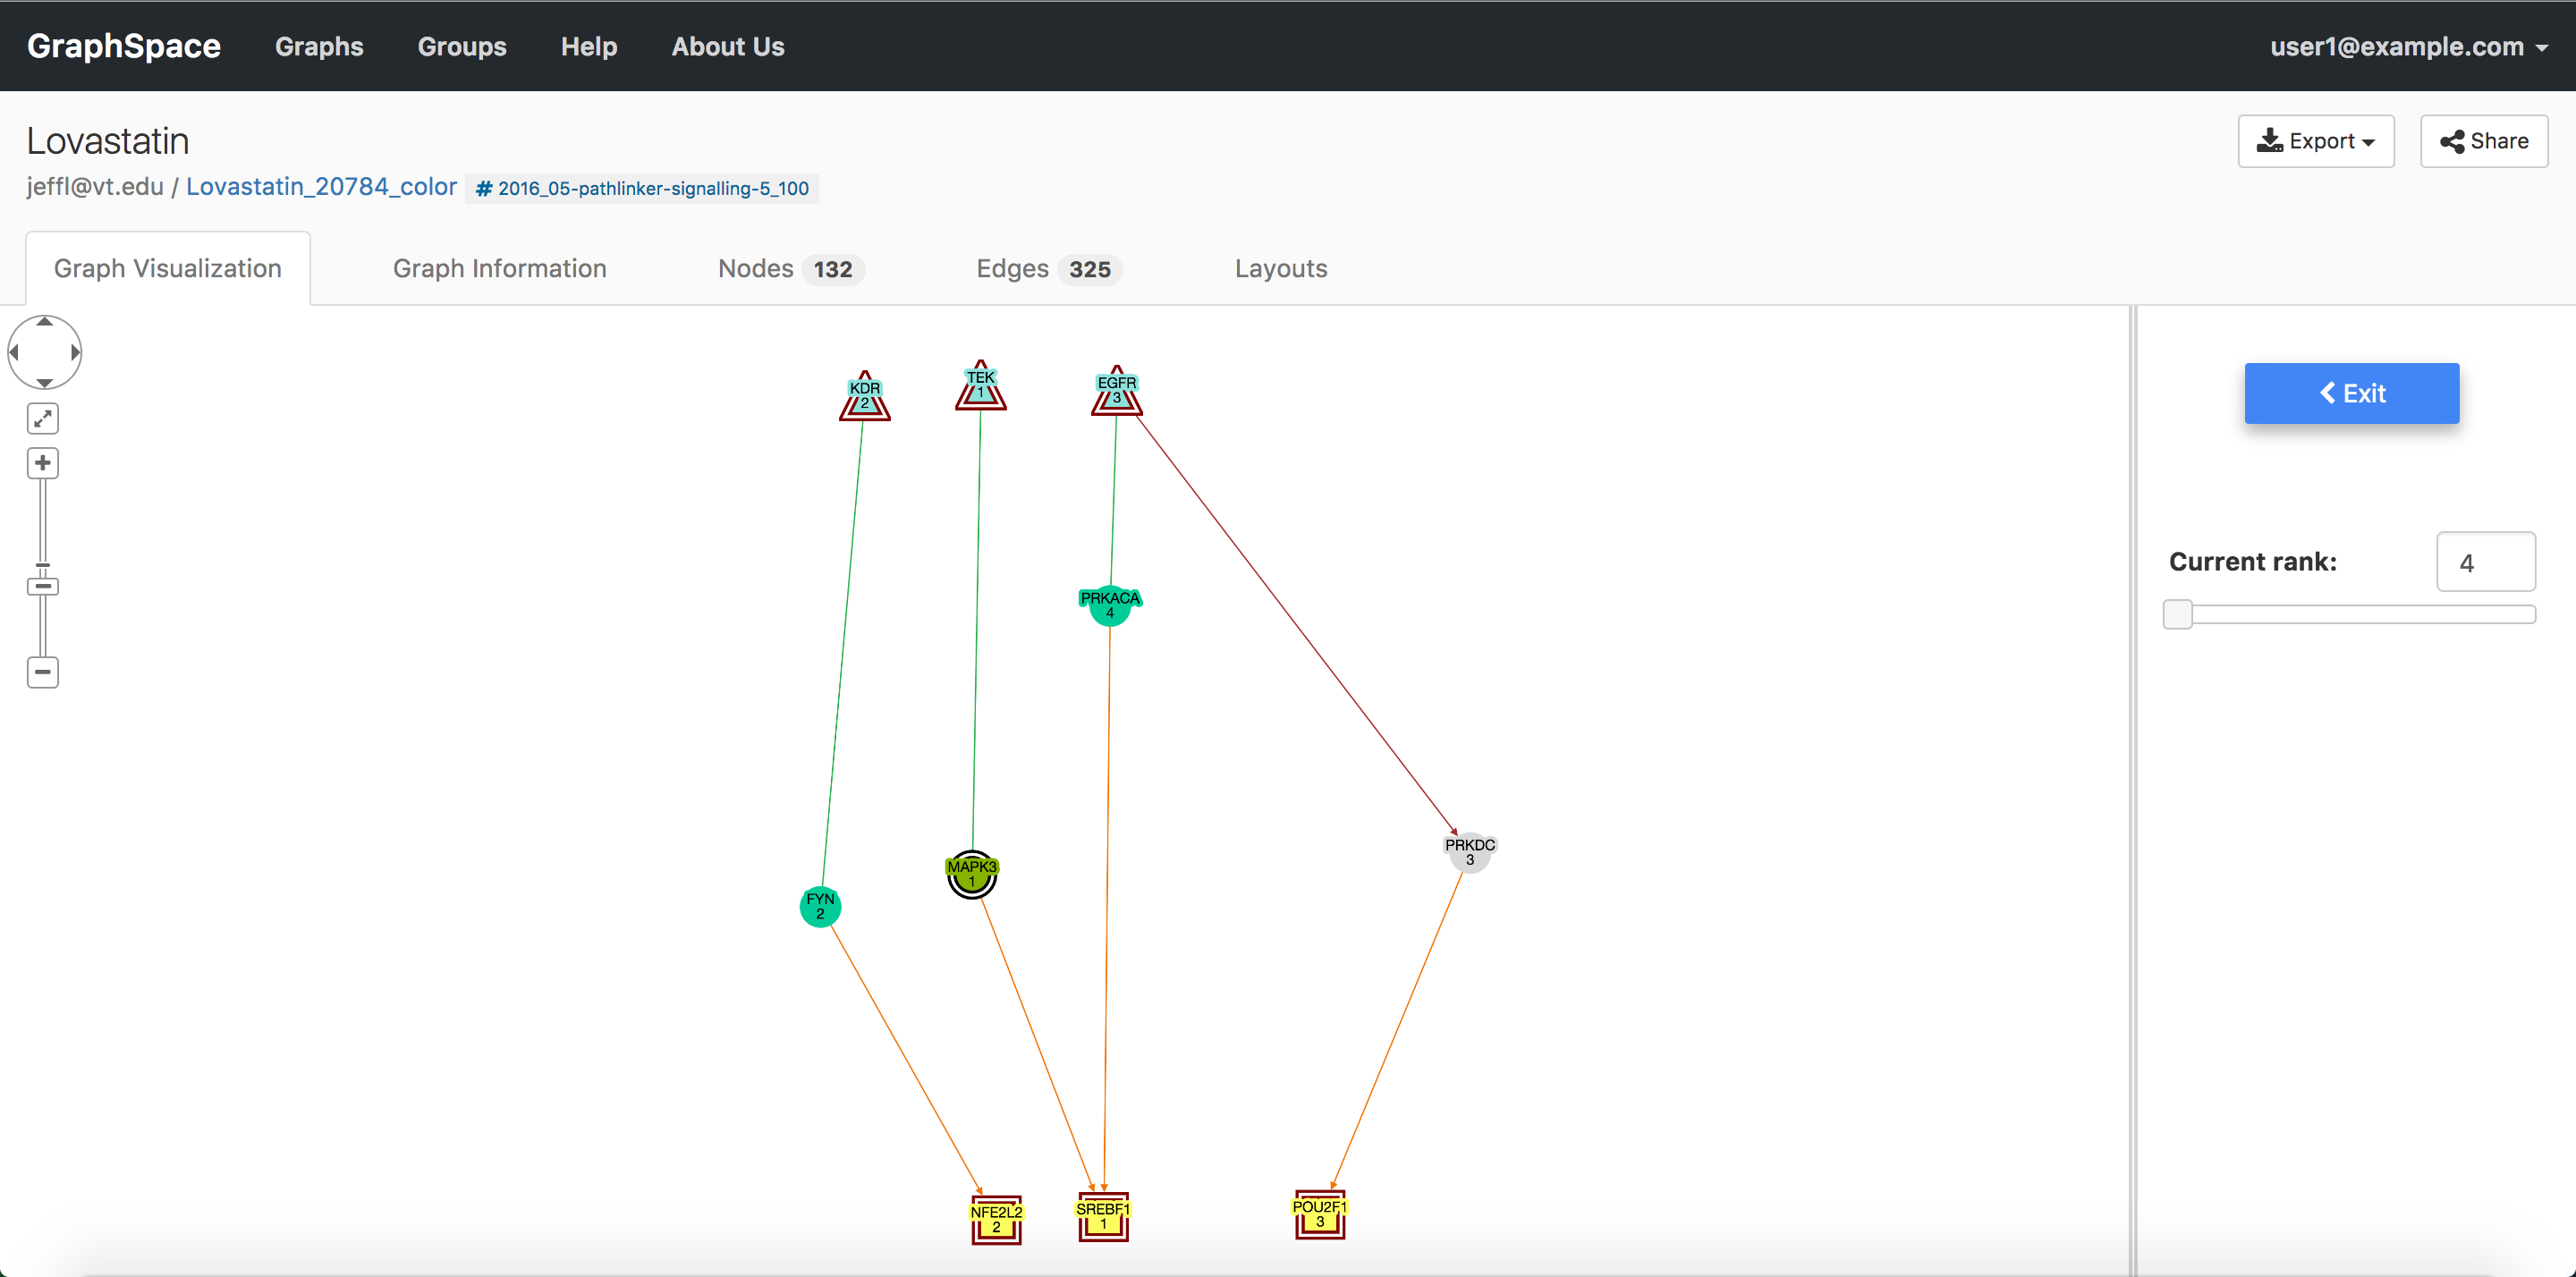 GraphSpace Graphs Groups Help About Us user1@example.com
Lovastatin
Export
Share
jeffl@vt.edu / Lovastatin_20784_color # 2016_05-pathlinker-signalling-5_100
Graph Visualization Graph Information Nodes 132 Edges 325 Layouts
KDR
2
TEK
1
EGFR
3
Exit
Current rank: 4
PRKACA
4
PRKDC
3
MAPK3
1
FYN
2
NFE2L2
2
SREBF1
1
POU2F1
3